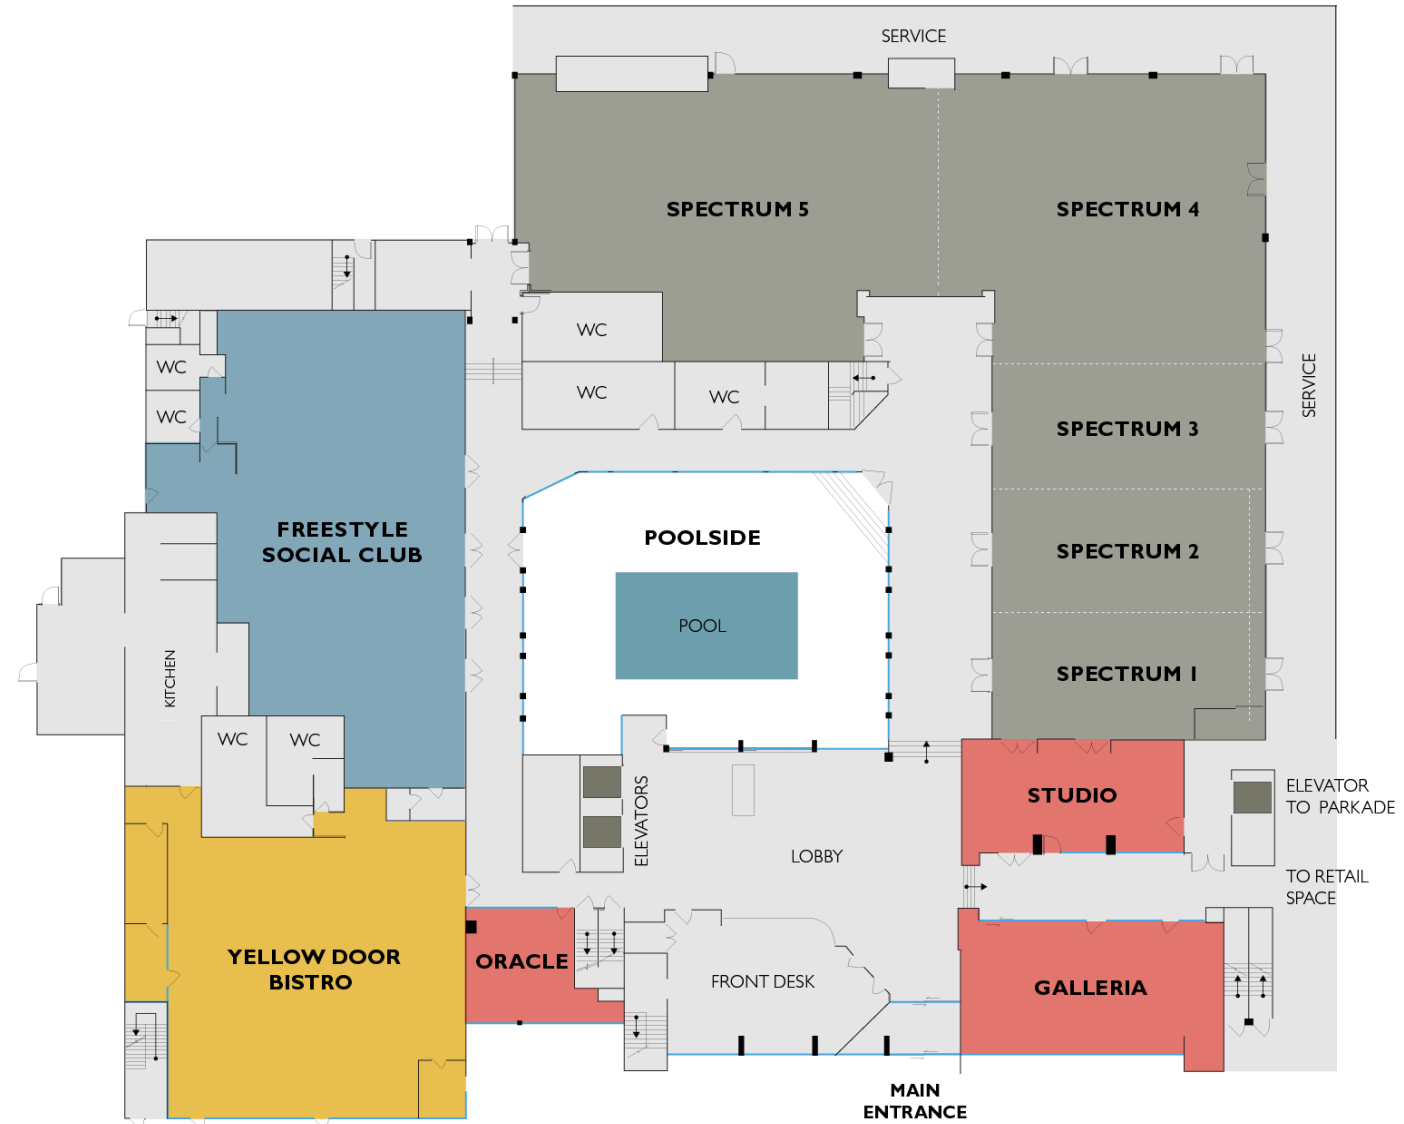 SERVICE
SPECTRUM 5
SPECTRUM 4
WC
WC
WC
WC
WC
SERVICE
SPECTRUM 3
FREESTYLE
SOCIAL CLUB
POOLSIDE
SPECTRUM 2
POOL
KITCHEN
SPECTRUM 1
WC
WC
ELEVATORS
STUDIO
ELEVATOR
TO PARKADE
LOBBY
TO RETAIL
SPACE
YELLOW DOOR
BISTRO
ORACLE
FRONT DESK
GALLERIA
MAIN
ENTRANCE